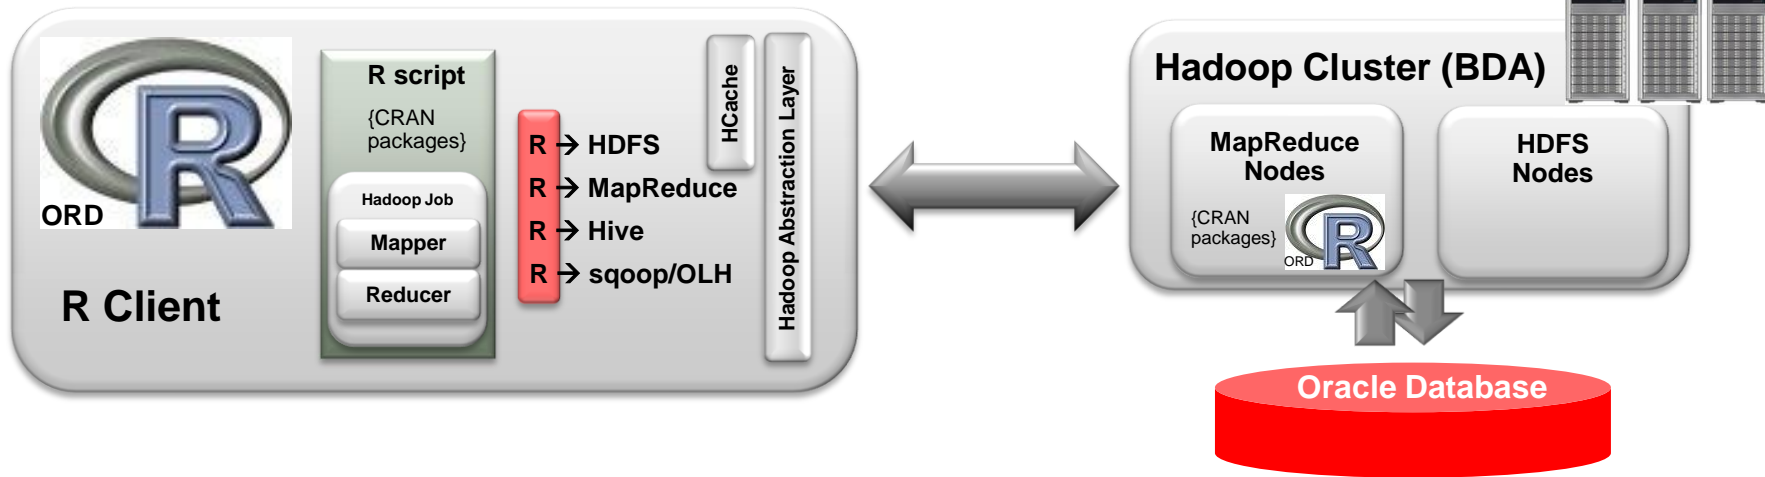 R
ORD
R Client
R script
{CRAN
packages}
Hadoop Job
Mapper
Reducer
R → HDFS
R → MapReduce
R → Hive
R → sqoop/OLH
HCache
Hadoop Abstraction Layer
Hadoop Cluster (BDA)
MapReduce
Nodes
{CRAN
packages}
R
ORD
HDFS
Nodes
Oracle Database